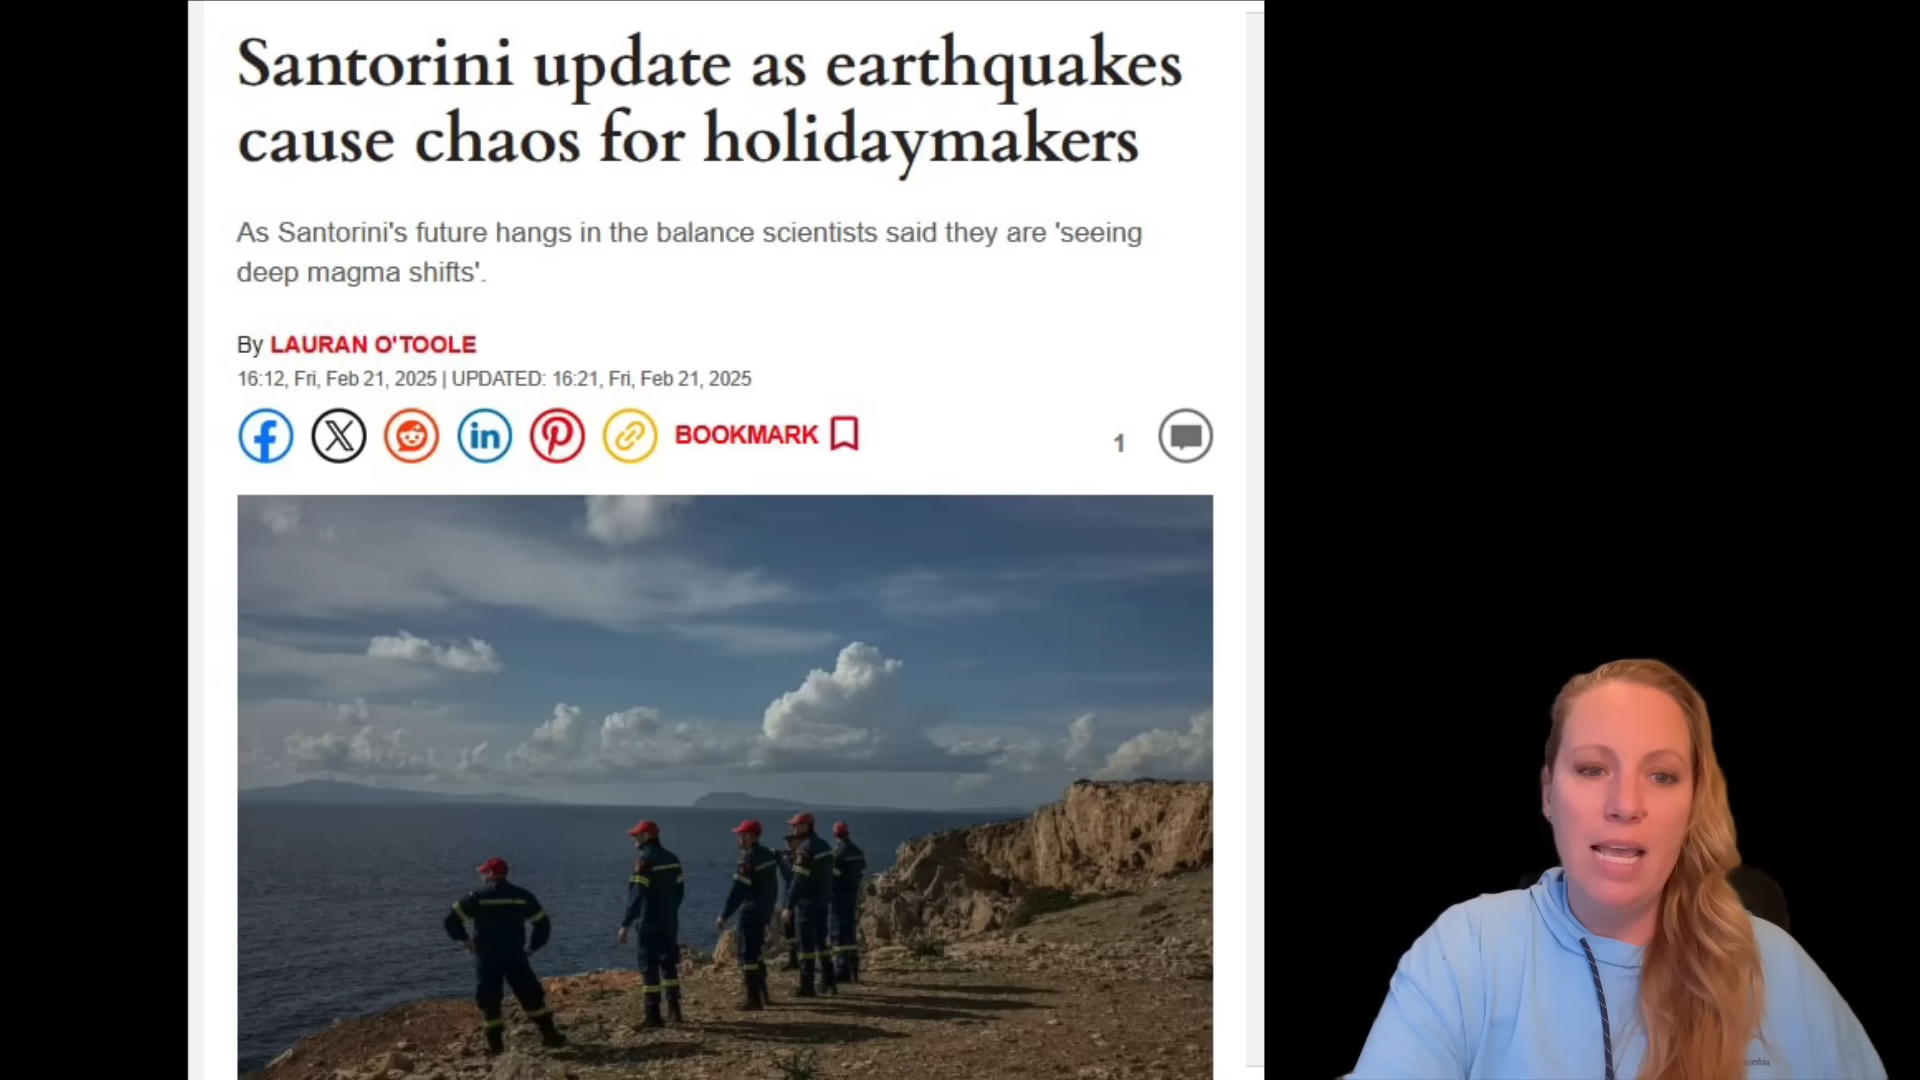 Santorini update as earthquakes
cause chaos for holidaymakers
As Santorini's future hangs in the balance scientists said they are 'seeing
deep magma shifts'.
By LAURAN O'TOOLE
16:12, Fri, Feb 21, 2025 | UPDATED: 16:21, Fri, Feb 21, 2025
BOOKMARK
1